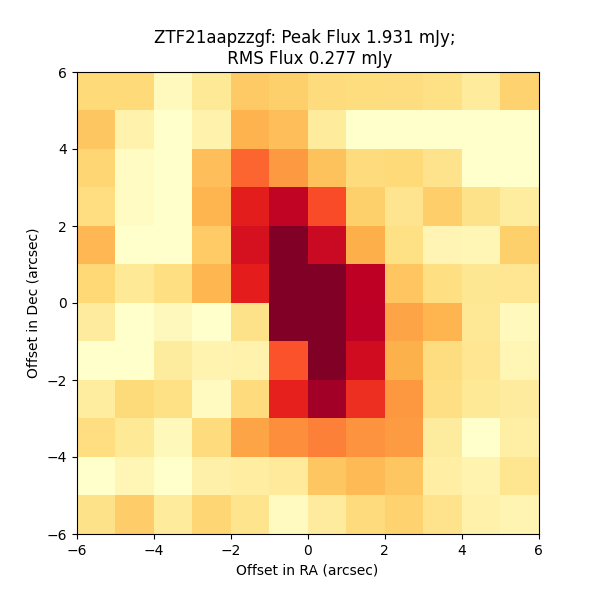 ZTF21aapzzgf: Peak Flux 1.931 mJy;
RMS Flux 0.277 mJy
6
4
2
0
−2
−4
−6
Offset in Dec (arcsec)
−6 −4 −2 0 2 4 6
Offset in RA (arcsec)